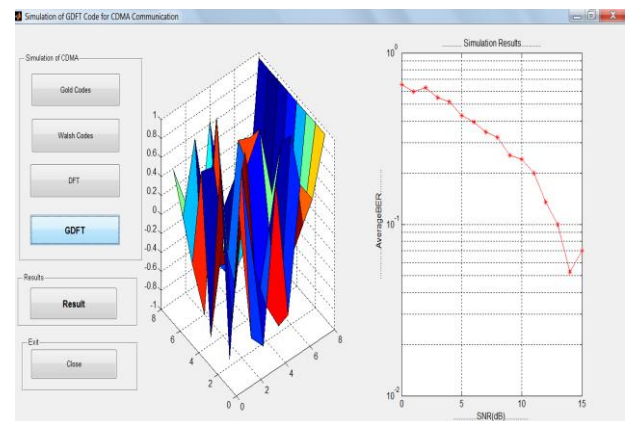 Simulation of GDFT Code for CDMA Communication
Simulation of CDMA
Gold Codes
Walsh Codes
DFT
GDFT
Results
Result
Exit
Close
1
0.8
0.6
0.4
0.2
0
-0.2
-0.4
-0.6
-0.8
-1
8
6
4
2
0
0
2
4
6
8
......... Simulation Results.........
10^0
10^-1
10^-2
............. AverageBER.............
0
5
10
15
............SNR(dB)............